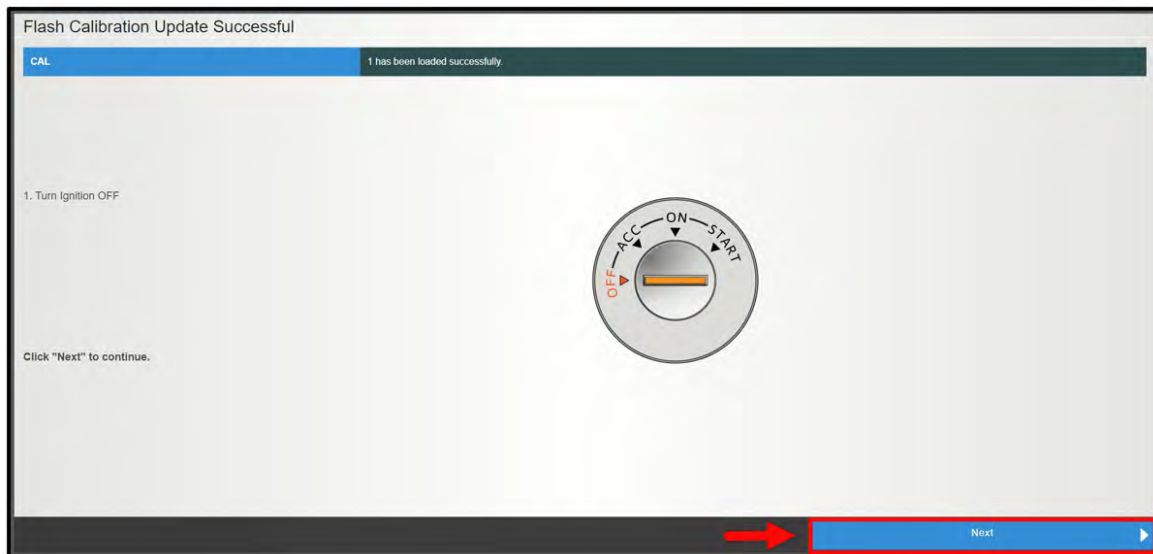 Flash Calibration Update Successful
CAL
1 has been loaded successfully.
1. Turn Ignition OFF
OFF ACC ON START
Click "Next" to continue.
Next